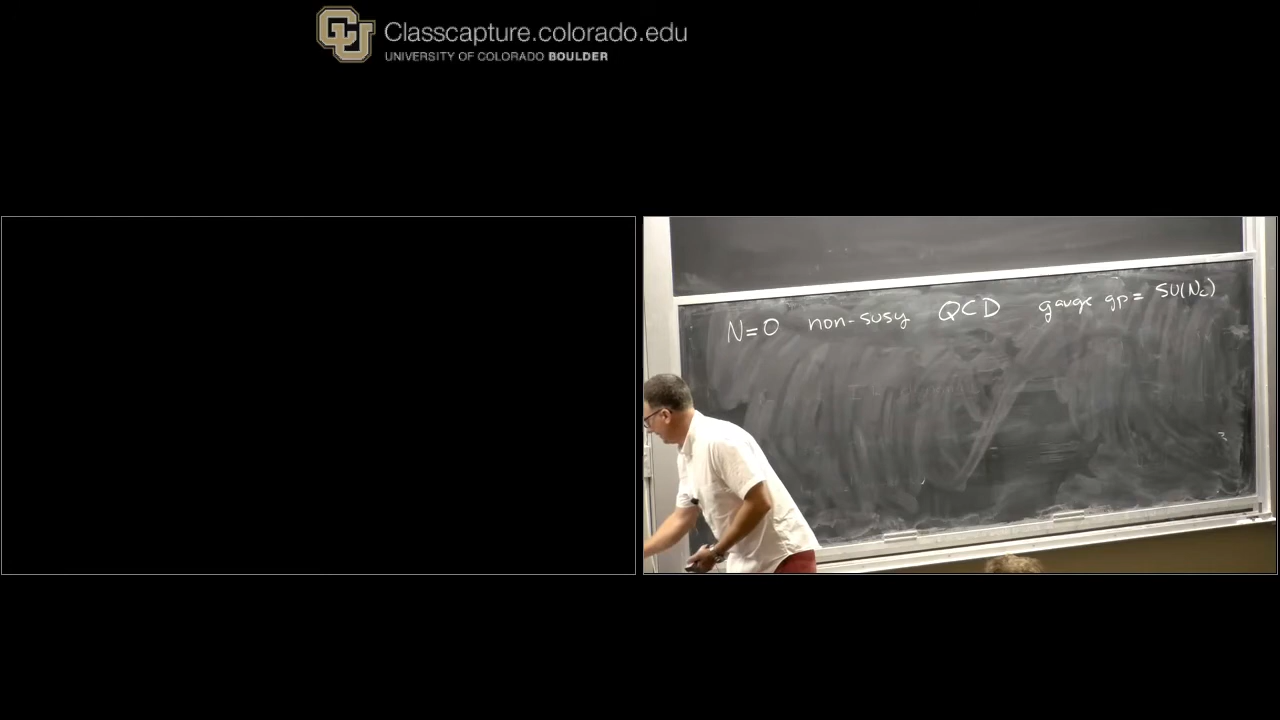 Classcapture.colorado.edu
UNIVERSITY OF COLORADO BOULDER
N=0 non-susy QCD gauge gp = SU(Nc)